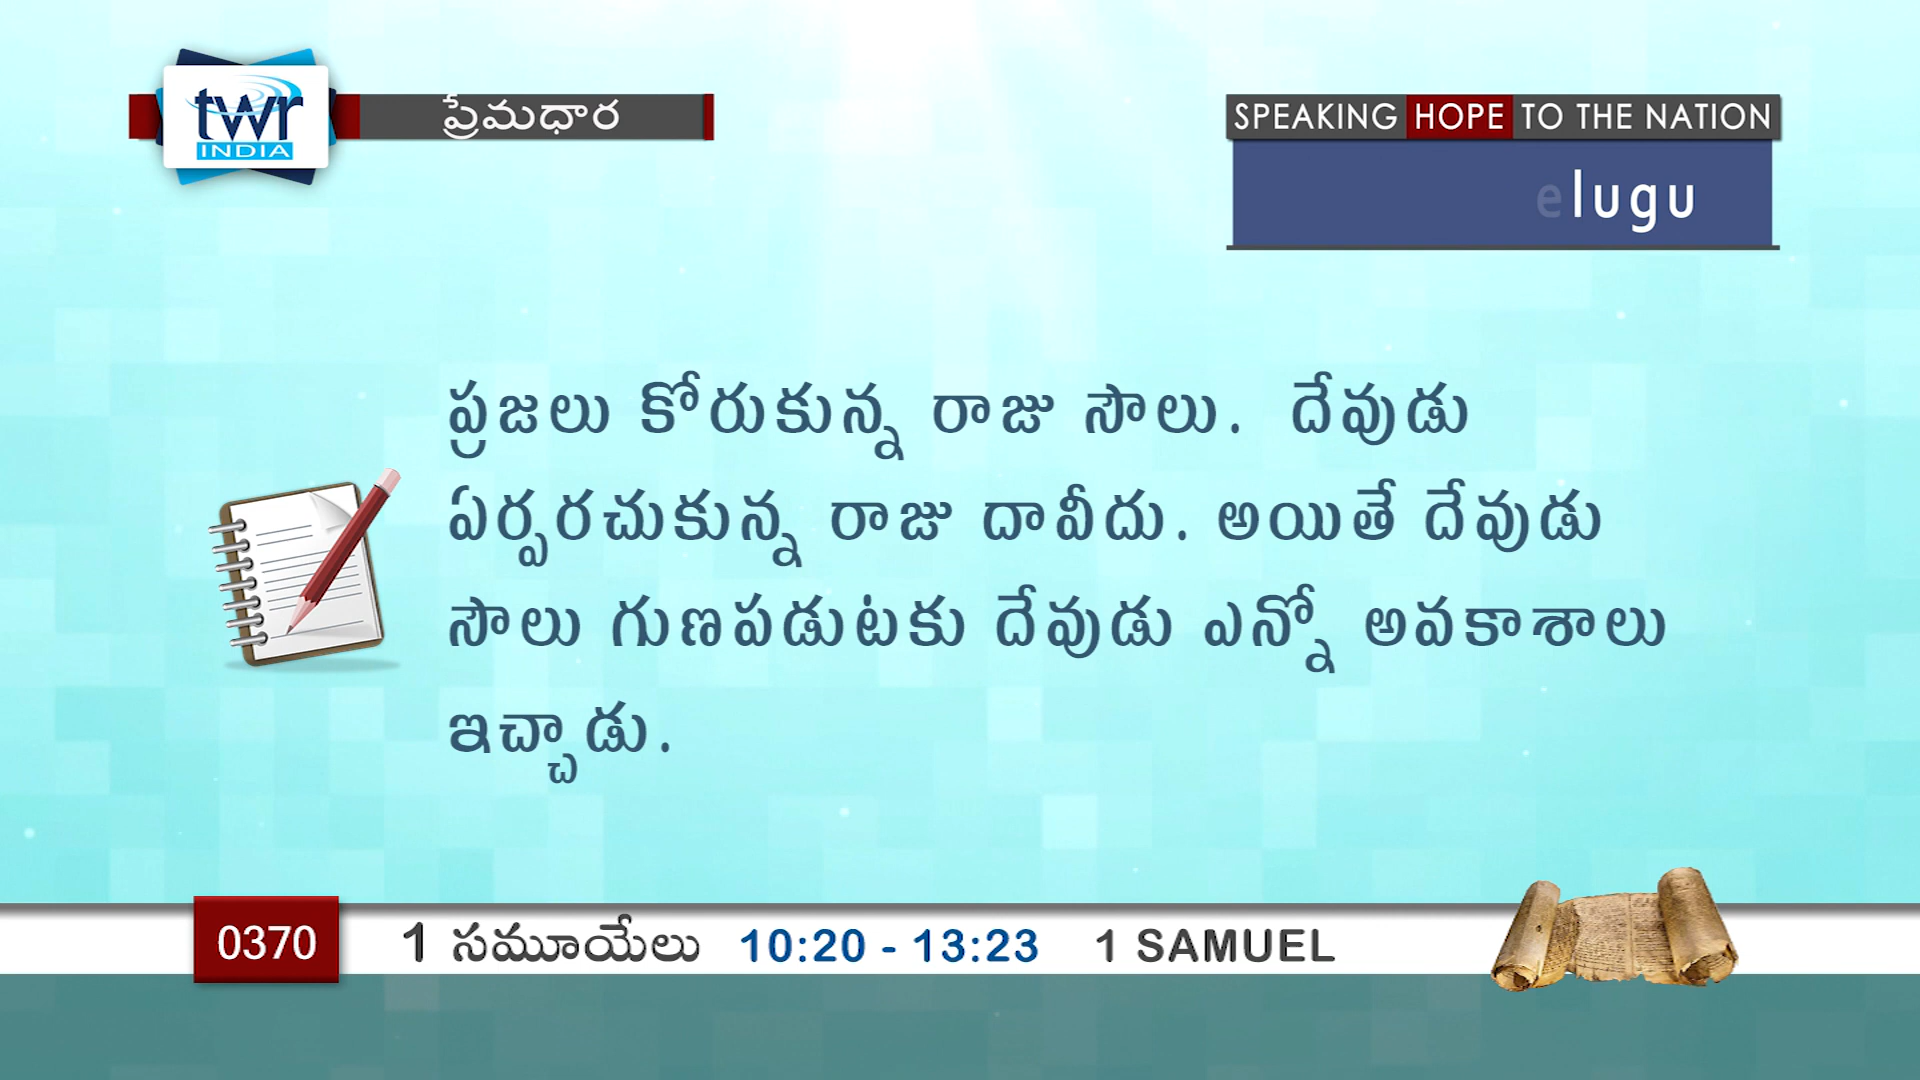 twr
INDIA
ప్రేమధార
SPEAKING HOPE TO THE NATION
elugu
ప్రజలు కోరుకున్న రాజు సౌలు. దేవుడు
ఏర్పరచుకున్న రాజు దావీదు. అయితే దేవుడు
సౌలు గుణపడుటకు దేవుడు ఎన్నో అవకాశాలు
ఇచ్చాడు.
0370 1 సమూయేలు 10:20 - 13:23 1 SAMUEL